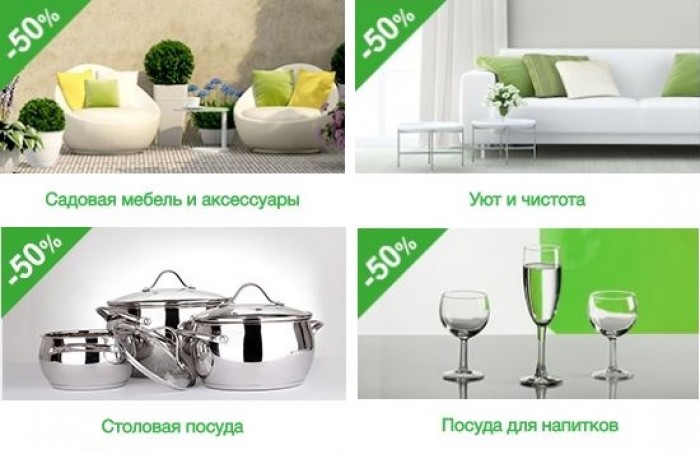 -50%
-50%
Садовая мебель и аксессуары
Уют и чистота
-50%
-50%
Столовая посуда
Посуда для напитков